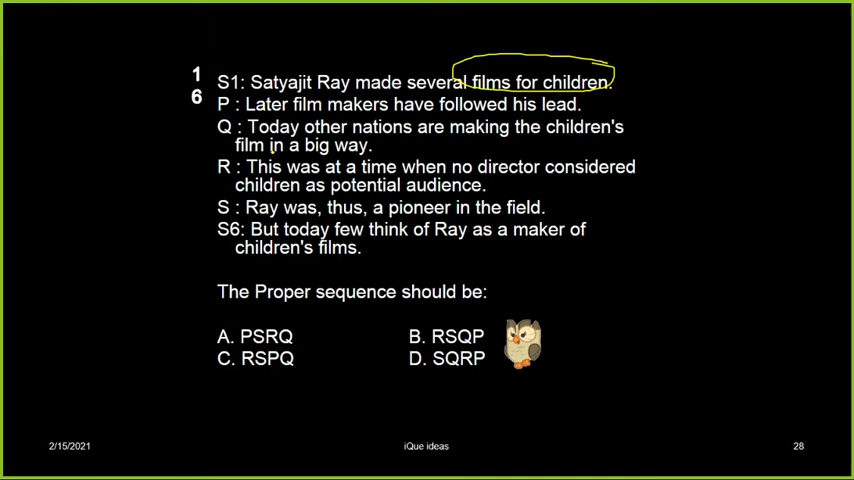 1
6
S1: Satyajit Ray made several films for children.
P : Later film makers have followed his lead.
Q : Today other nations are making the children's
film in a big way.
R : This was at a time when no director considered
children as potential audience.
S : Ray was, thus, a pioneer in the field.
S6: But today few think of Ray as a maker of
children's films.
The Proper sequence should be:
A. PSRQ
B. RSQP
C. RSPQ
D. SQRP
2/15/2021
iQue ideas
28